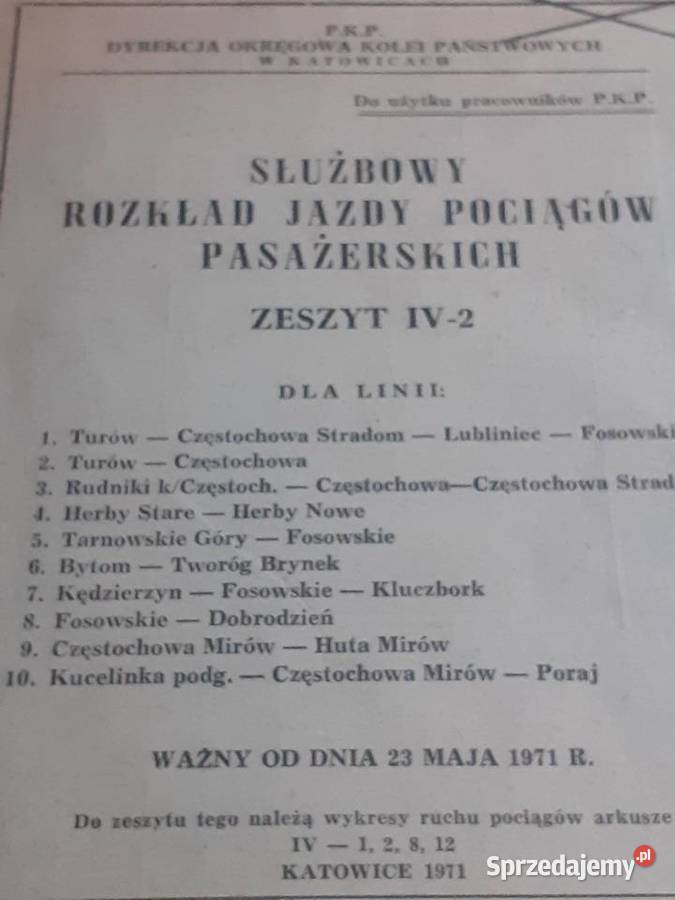 P.K.P.
DYREKCJA OKRĘGOWA KOLEI PAŃSTWOWYCH
W KATOWICACH
Do użytku pracowników P.K.P.
SŁUŻBOWY
ROZKŁAD JAZDY POCIĄGÓW
PASAŻERSKICH
ZESZYT IV-2
DLA LINII:
1. Turów — Częstochowa Stradom — Lubliniec — Fosowski
2. Turów — Częstochowa
3. Rudniki k/Częstoch. — Częstochowa—Częstochowa Strad
4. Herby Stare — Herby Nowe
5. Tarnowskie Góry — Fosowskie
6. Bytom — Tworóg Brynek
7. Kędzierzyn — Fosowskie — Kluczbork
8. Fosowskie — Dobrodzień
9. Częstochowa Mirów — Huta Mirów
10. Kucelinka podg. — Częstochowa Mirów — Poraj
WAŻNY OD DNIA 23 MAJA 1971 R.
Do zeszytu tego należą wykresy ruchu pociągów arkusze
IV — 1, 2, 8, 12
KATOWICE 1971
Sprzedajemy.pl